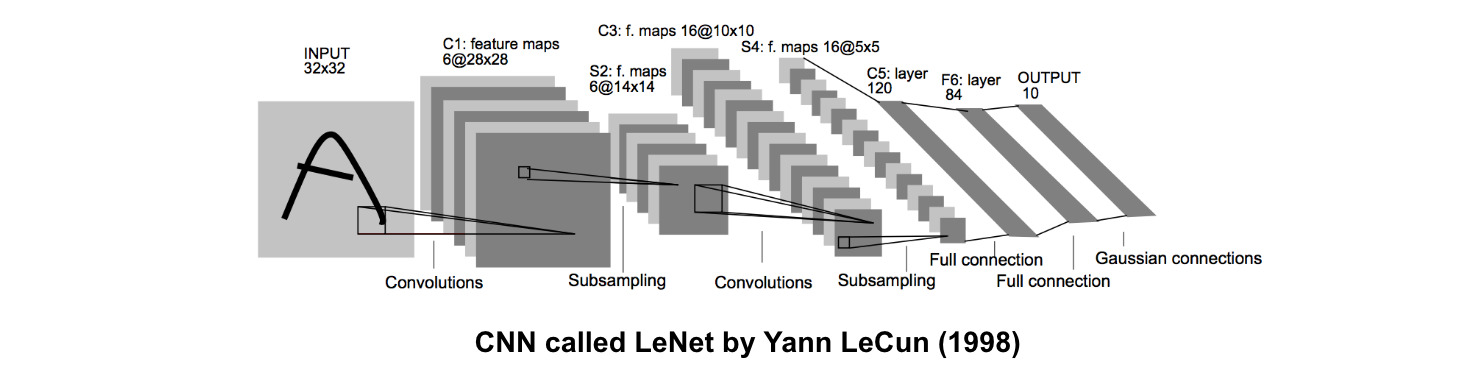 INPUT
32x32
C1: feature maps
6@28x28
S2: f. maps
6@14x14
C3: f. maps 16@10x10
S4: f. maps 16@5x5
C5: layer
120
F6: layer
84
OUTPUT
10
Convolutions
Subsampling
Convolutions
Subsampling
Full connection
Full connection
Gaussian connections
CNN called LeNet by Yann LeCun (1998)